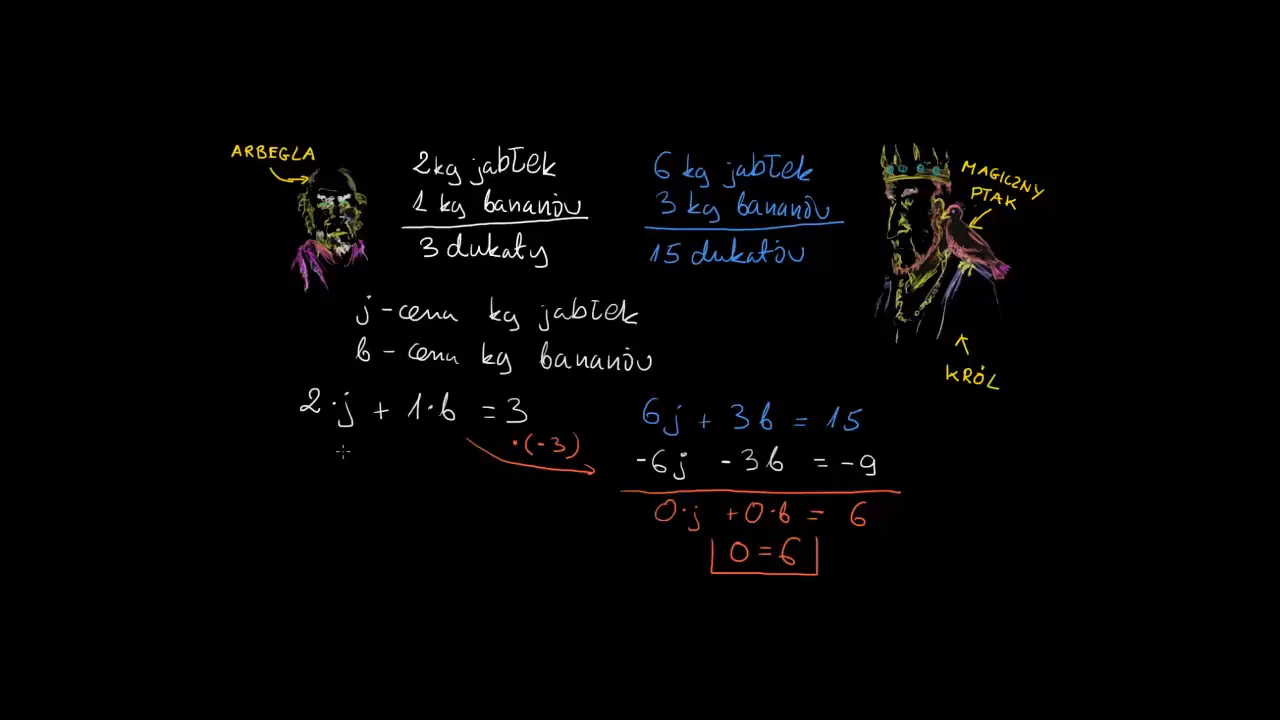 ARBEGLA
2kg jabłek
1 kg bananów
3 dukaty
6 kg jabłek
3 kg bananów
15 dukatów
MAGICZNY
PTAK
KRÓL
j - cena kg jabłek
b - cena kg bananów
2·j + 1·b = 3
·(-3)
6j + 3b = 15
-6j - 3b = -9
0·j + 0·b = 6
0 = 6